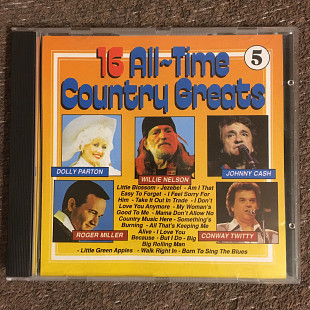 16 All~Time
Country Greats
5
DOLLY PARTON
WILLIE NELSON
JOHNNY CASH
ROGER MILLER
CONWAY TWITTY
Little Blossom - Jezebel - Am I That
Easy To Forget - I Feel Sorry For
Him - Take It Out In Trade - I Don't
Love You Anymore - My Woman's
Good To Me - Mama Don't Allow No
Country Music Here - Something's
Burning - All That's Keeping Me
Alive - I Love You
Because - But I Do - Big
Big Rolling Man
- Little Green Apples - Walk Right In - Born To Sing The Blues